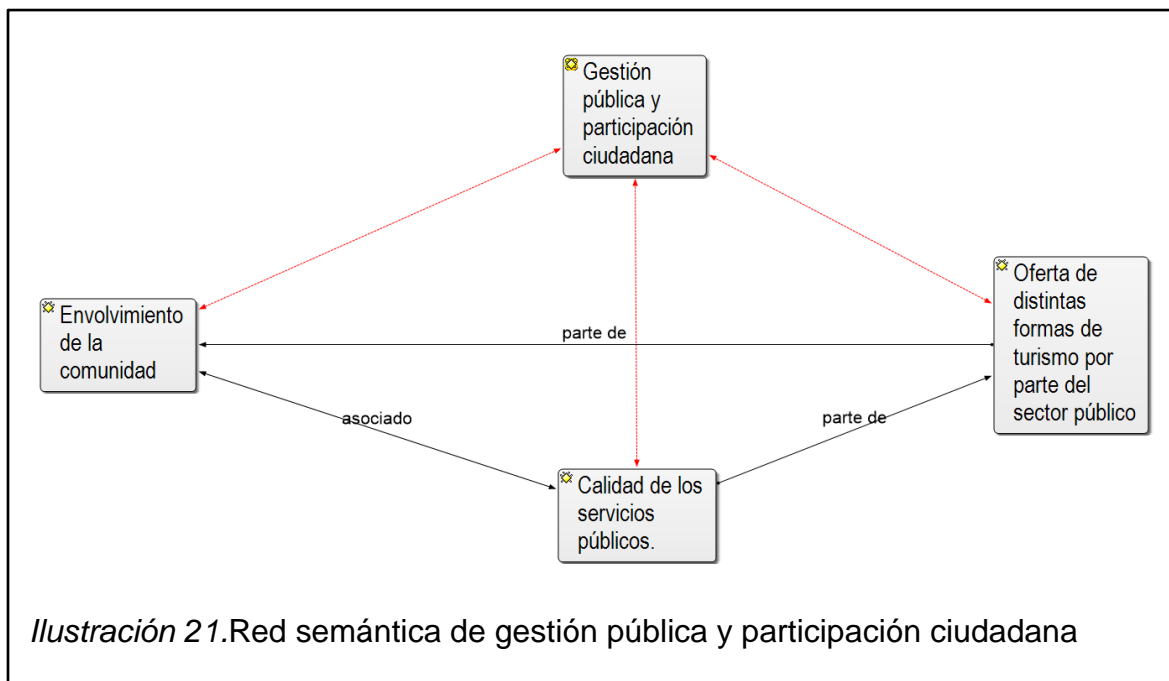 Gestión
pública y
participación
ciudadana
Oferta de
distintas
formas de
turismo por
parte del
sector público
Envolvimiento
de la
comunidad
parte de
asociado
parte de
Calidad de los
servicios
públicos.
Ilustración 21.Red semántica de gestión pública y participación ciudadana